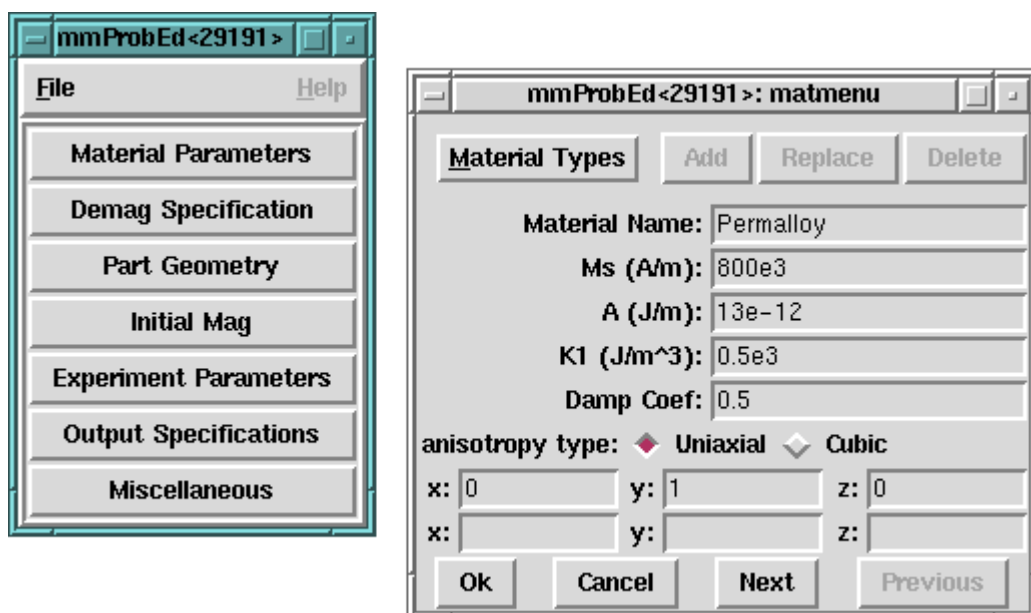 mmProbEd<29191>
File Help
Material Parameters
Demag Specification
Part Geometry
Initial Mag
Experiment Parameters
Output Specifications
Miscellaneous
mmProbEd<29191>: matmenu
Material Types Add Replace Delete
Material Name: Permalloy
Ms (A/m): 800e3
A (J/m): 13e-12
K1 (J/m^3): 0.5e3
Damp Coef: 0.5
anisotropy type: Uniaxial Cubic
x: 0 y: 1 z: 0
x: y: z:
Ok Cancel Next Previous